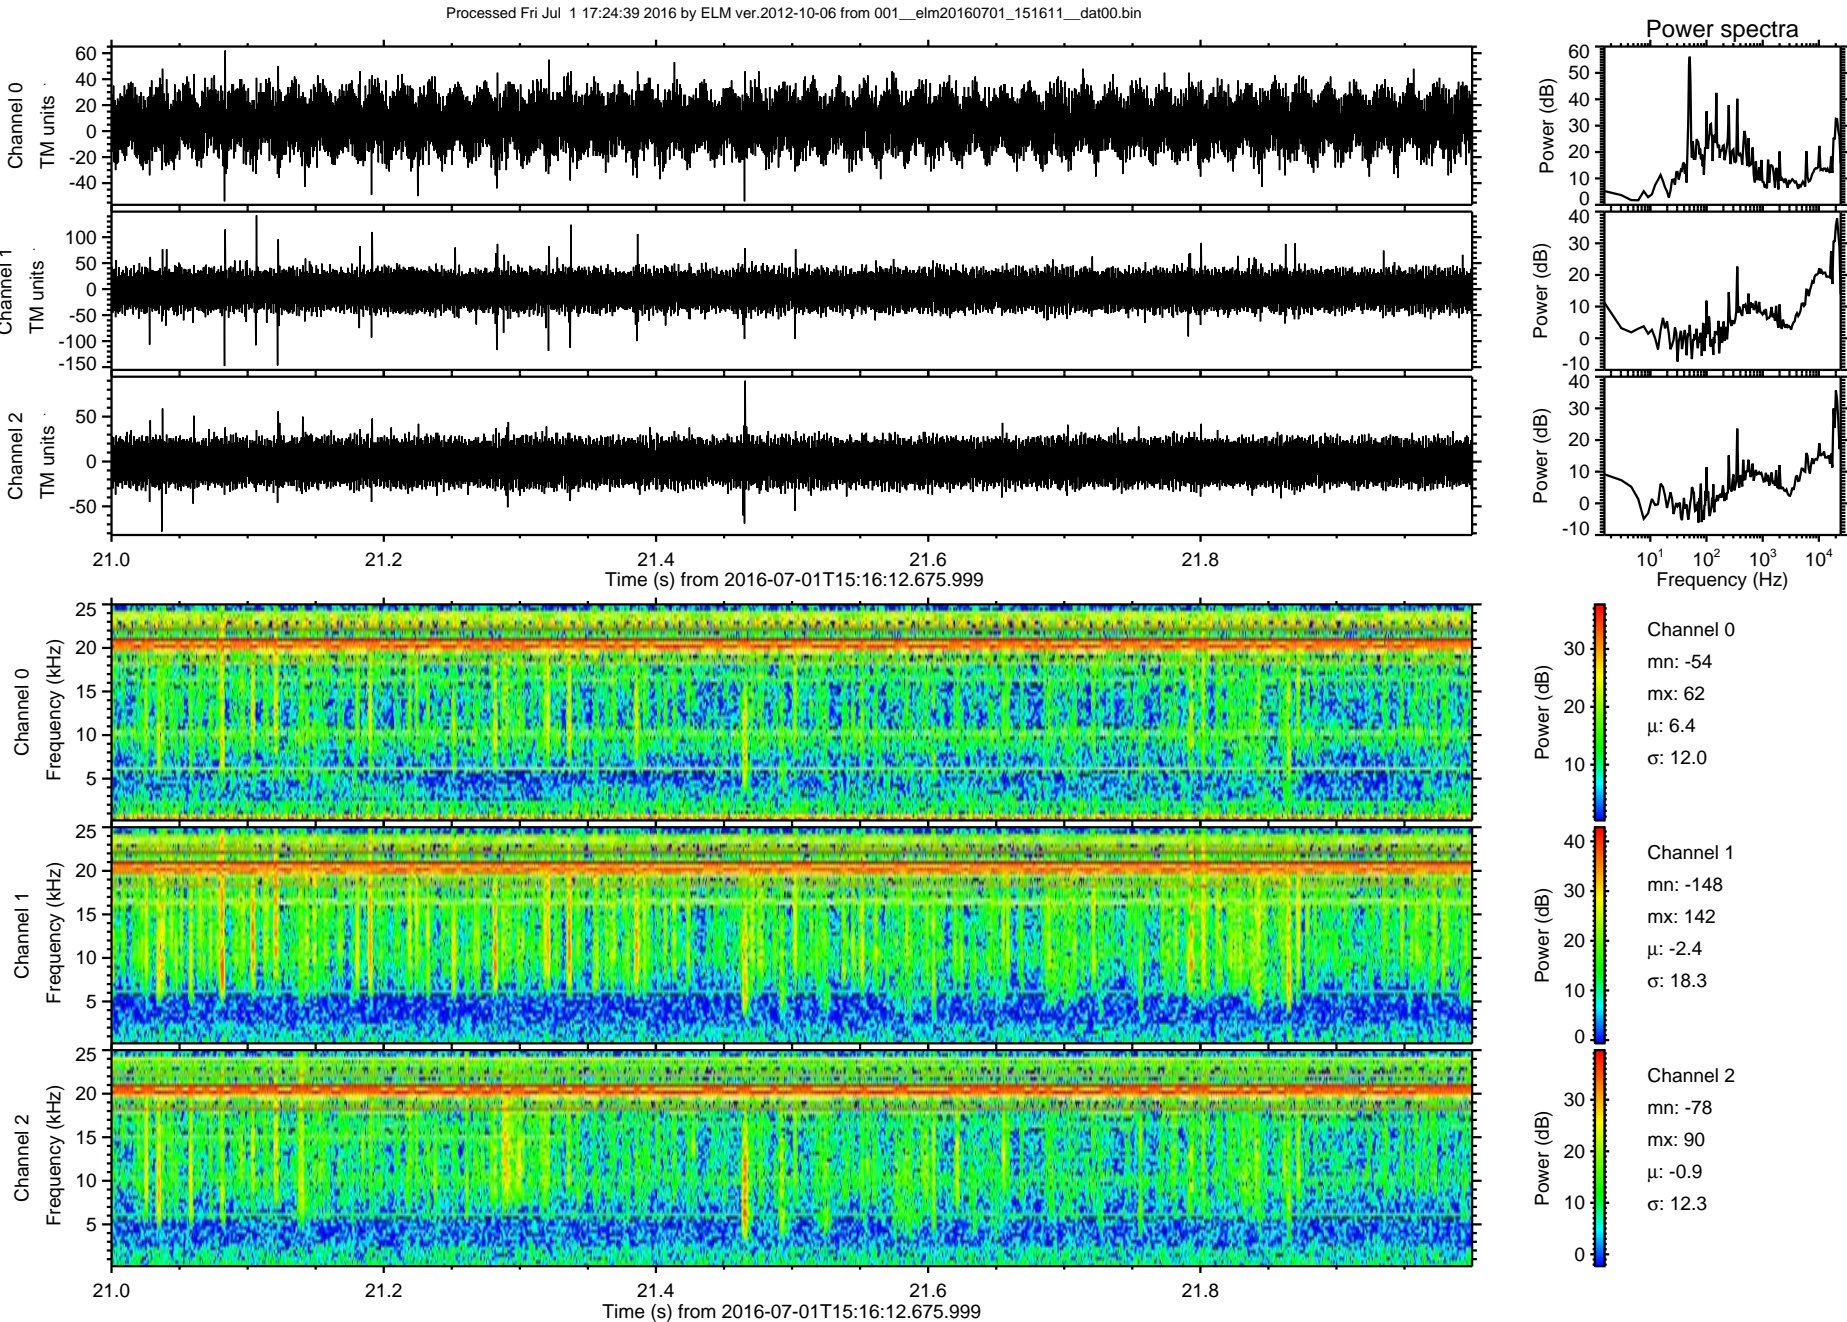 Processed Fri Jul  1 17:24:39 2016 by ELM ver.2012-10-06 from 001__elm20160701_151611__dat00.bin
Power spectra
Channel 0
TM units
60
40
20
0
-20
-40
Power (dB)
60
50
40
30
20
10
0
Channel 1
TM units
100
50
0
-50
-100
-150
Power (dB)
40
30
20
10
0
-10
Channel 2
TM units
50
0
-50
Power (dB)
40
30
20
10
0
-10
21.0 21.2 21.4 21.6 21.8
Time (s) from 2016-07-01T15:16:12.675.999
10¹ 10² 10³ 10⁴
Frequency (Hz)
Channel 0
Frequency (kHz)
25
20
15
10
5
Power (dB)
30
20
10
Channel 0
mn: -54
mx: 62
μ: 6.4
σ: 12.0
Channel 1
Frequency (kHz)
25
20
15
10
5
Power (dB)
40
30
20
10
0
Channel 1
mn: -148
mx: 142
μ: -2.4
σ: 18.3
Channel 2
Frequency (kHz)
25
20
15
10
5
Power (dB)
30
20
10
0
Channel 2
mn: -78
mx: 90
μ: -0.9
σ: 12.3
21.0 21.2 21.4 21.6 21.8
Time (s) from 2016-07-01T15:16:12.675.999